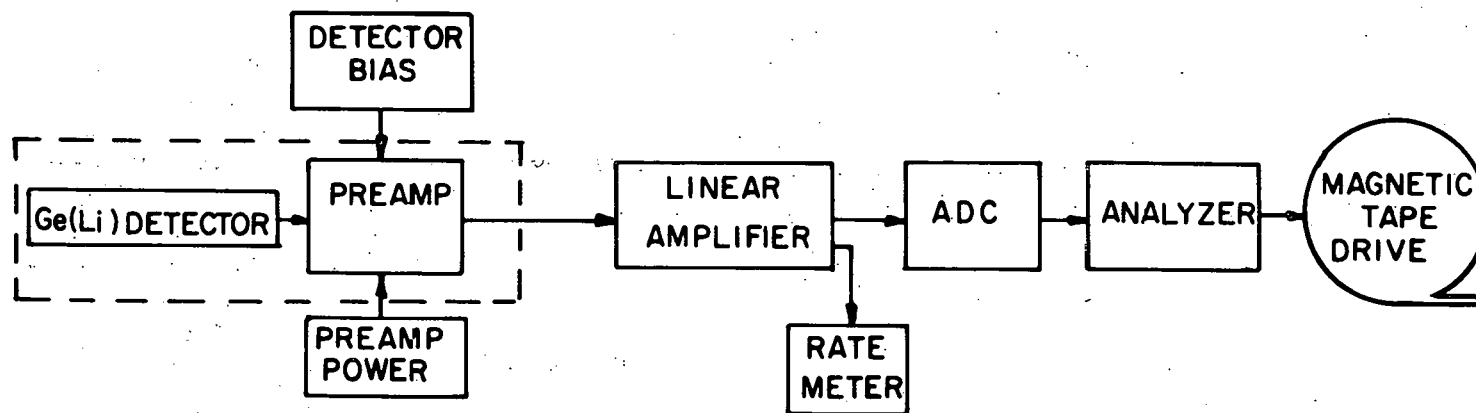 DETECTOR
BIAS
Ge(Li) DETECTOR
PREAMP
PREAMP
POWER
LINEAR
AMPLIFIER
RATE
METER
ADC
ANALYZER
MAGNETIC
TAPE
DRIVE